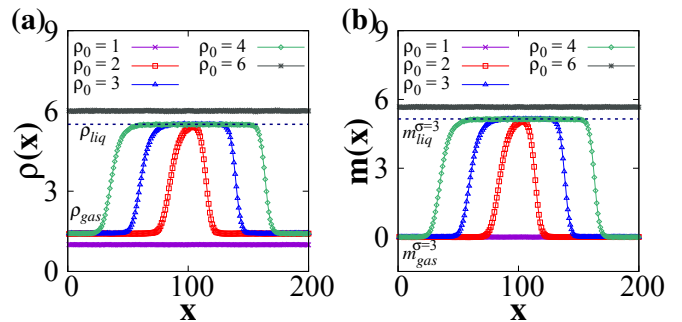 (a)
ρ₀ = 1
ρ₀ = 2
ρ₀ = 3
ρ₀ = 4
ρ₀ = 6
9
6
3
0
ρ(x)
ρ_liq
ρ_gas
0
100
200
x
(b)
ρ₀ = 1
ρ₀ = 2
ρ₀ = 3
ρ₀ = 4
ρ₀ = 6
9
6
3
0
m(x)
m_liq^σ=3
m_gas^σ=3
0
100
200
x